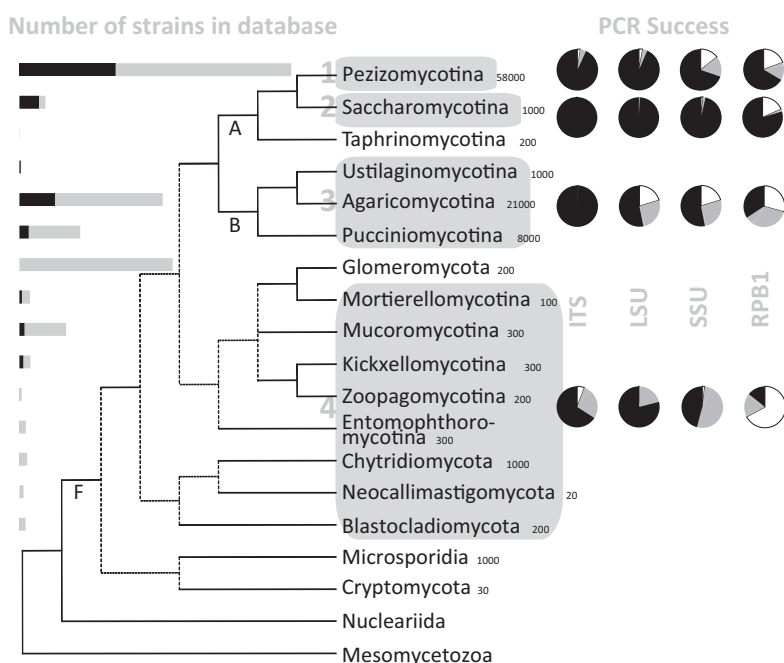 Number of strains in database PCR Success
1 Pezizomycotina 58000
2 Saccharomycotina 1000
A
Taphrinomycotina 200
Ustilaginomycotina 1000
3 Agaricomycotina 21000
B
Pucciniomycotina 8000
Glomeromycota 200
ITS LSU SSU RPB1
Mortierellomycotina 100
Mucoromycotina 300
Kickxellomycotina 300
Zoopagomycotina 200
4
Entomophthoro-
mycotina 300
Chytridiomycota 1000
F
Neocallimastigomycota 20
Blastocladiomycota 200
Microsporidia 1000
Cryptomycota 30
Nucleariida
Mesomycetozoa